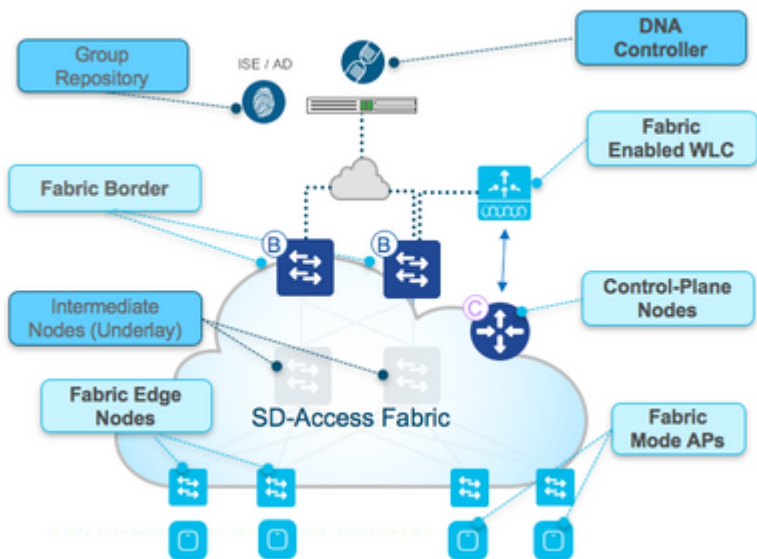 Group
Repository
ISE / AD
DNA
Controller
Fabric
Enabled WLC
Fabric Border
B
B
Intermediate
Nodes (Underlay)
C
Control-Plane
Nodes
Fabric Edge
Nodes
SD-Access Fabric
Fabric
Mode APs